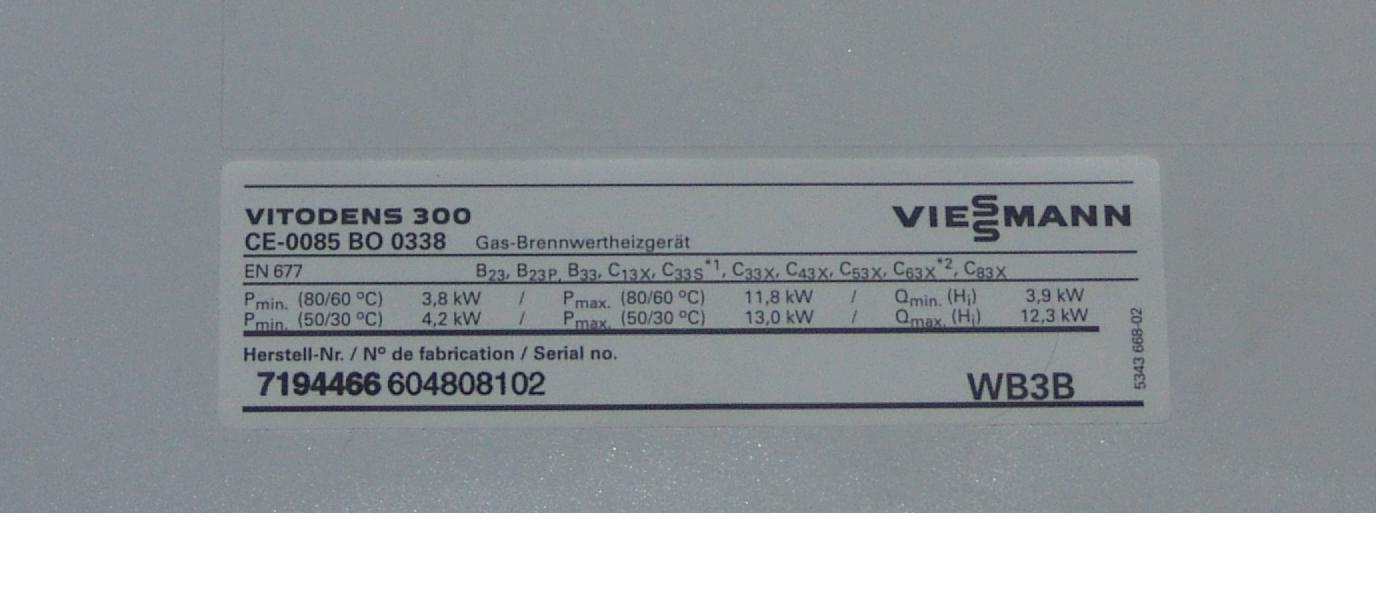 VITODENS 300 VIESSMANN
CE-0085 BO 0338 Gas-Brennwertheizgerät
EN 677 B23, B23P, B33, C13X, C33S*1, C33X, C43X, C53X, C63X*2, C83X
Pmin. (80/60 °C) 3,8 kW / Pmax. (80/60 °C) 11,8 kW / Qmin. (Hi) 3,9 kW
Pmin. (50/30 °C) 4,2 kW / Pmax. (50/30 °C) 13,0 kW / Qmax. (Hi) 12,3 kW
Herstell-Nr. / N° de fabrication / Serial no.
7194466 604808102 WB3B
5343 668-02